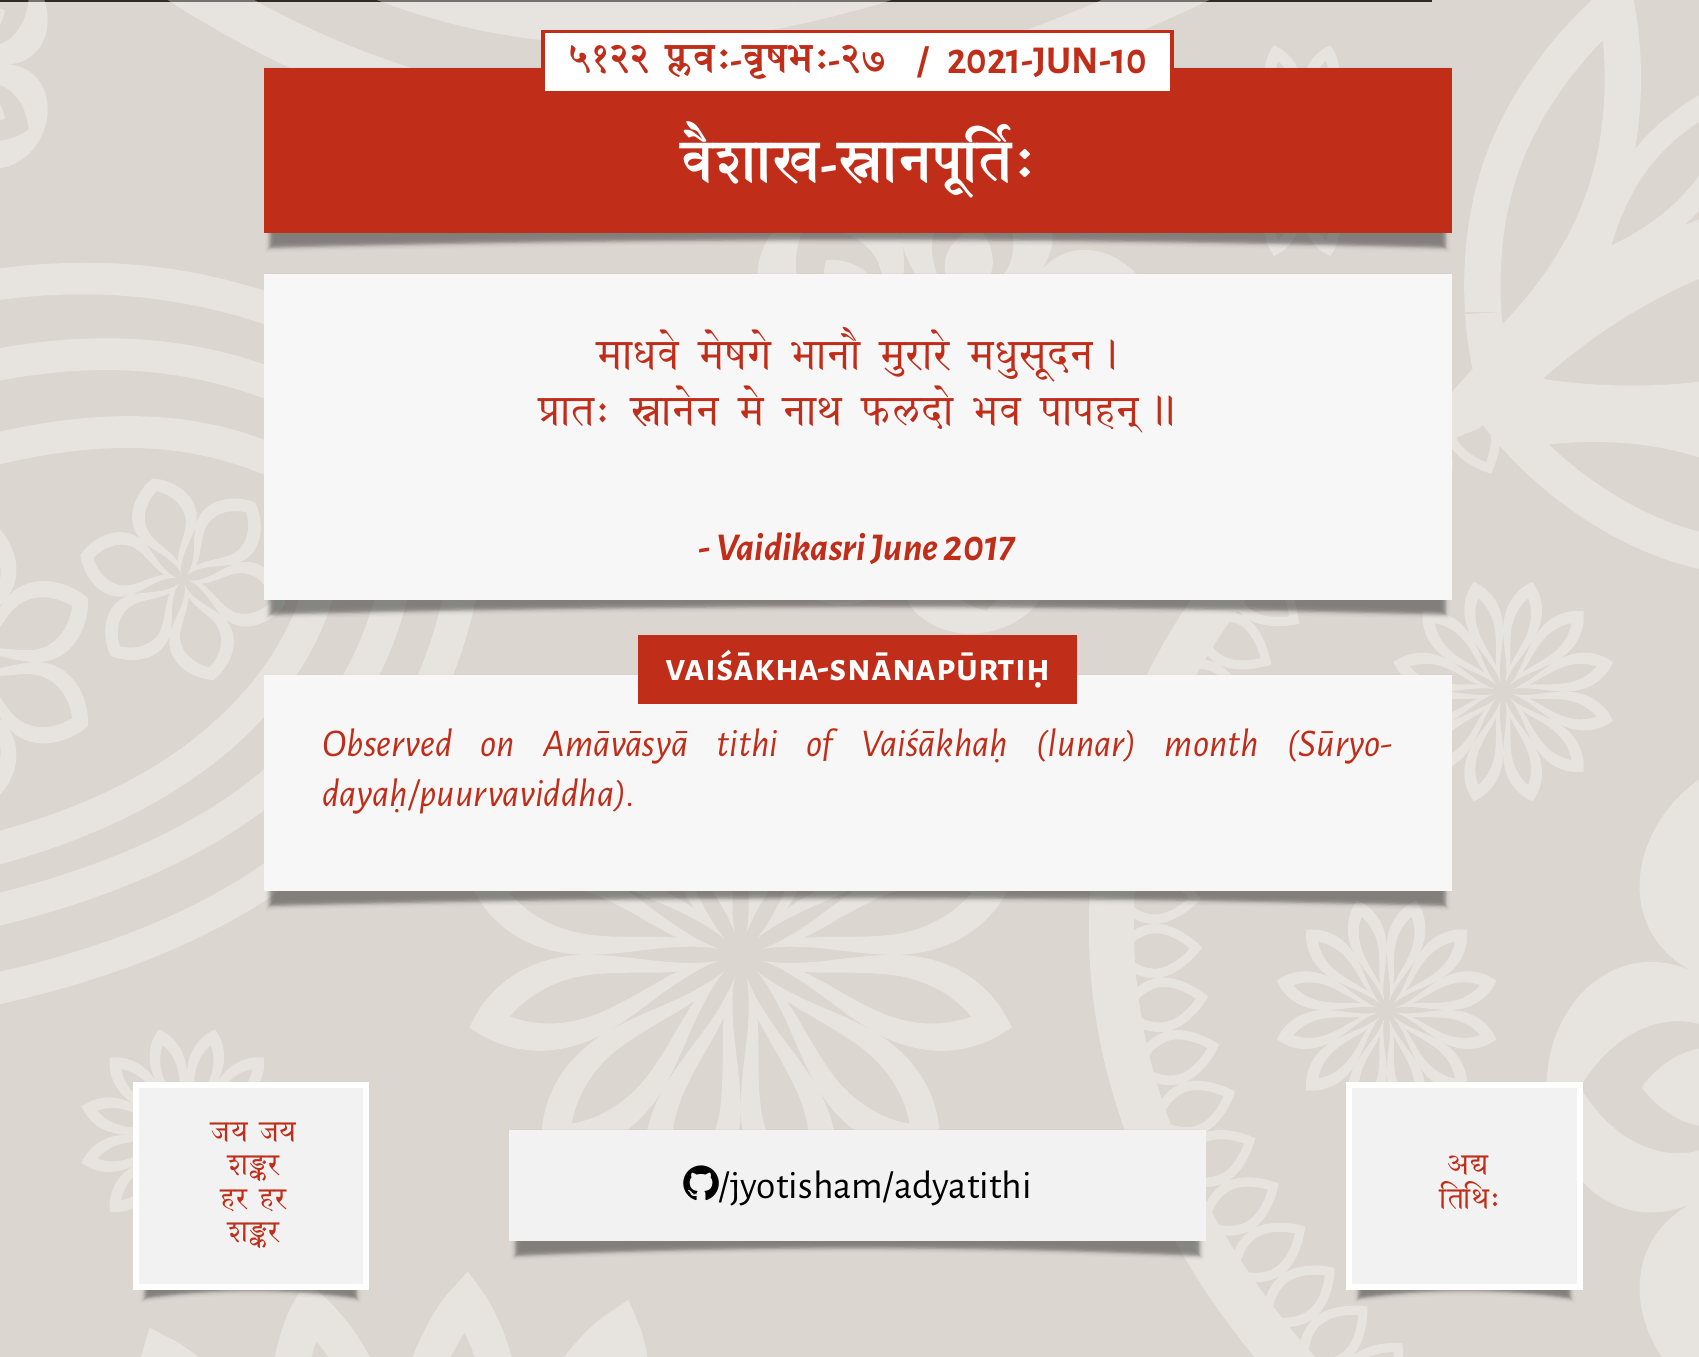 ५१२२ प्लवः-वृषभः-२७ / 2021-JUN-10
वैशाख-स्नानपूर्तिः
माधवे मेषगे भानौ मुरारे मधुसूदन।
प्रातः स्नानेन मे नाथ फलदो भव पापहन्॥
- Vaidikasri June 2017
VAIŚĀKHA-SNĀNAPŪRTIḤ
Observed on Amāvāsyā tithi of Vaiśākhaḥ (lunar) month (Sūryo-
dayaḥ/puurvaviddha).
जय जय
शङ्कर
हर हर
शङ्कर
/jyotisham/adyatithi
अद्य
तिथिः